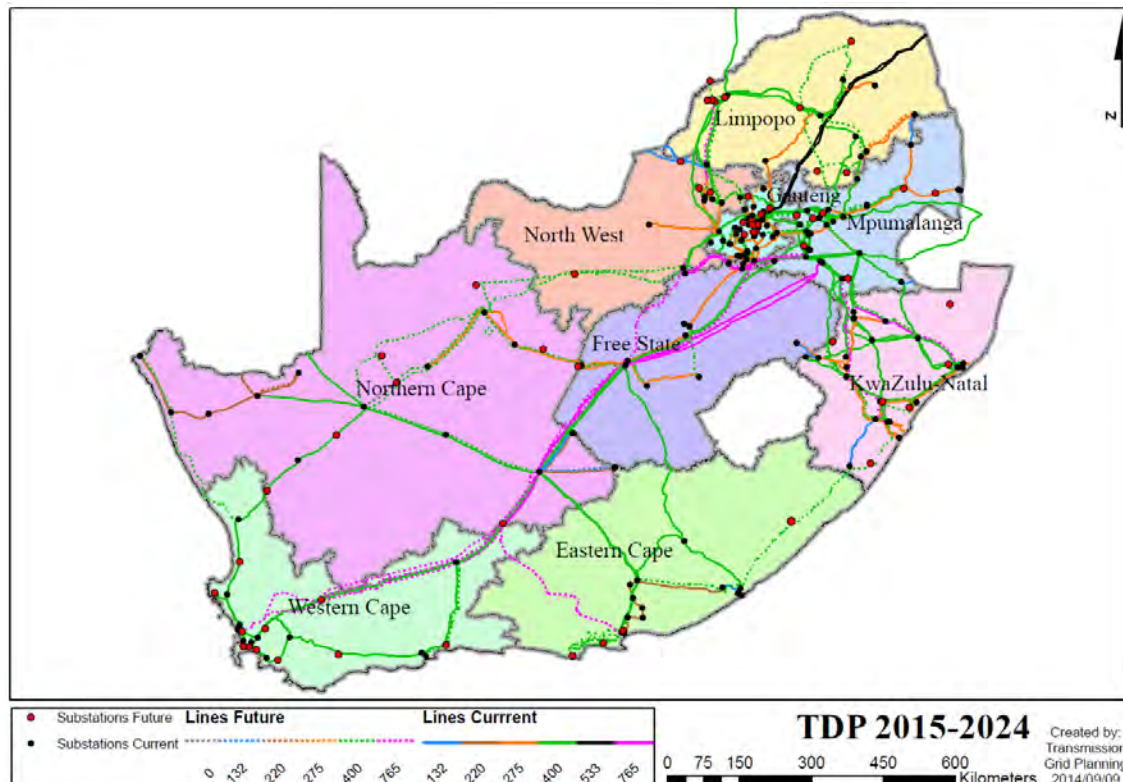 Limpopo
Gauteng
Mpumalanga
North West
Free State
KwaZulu-Natal
Northern Cape
Eastern Cape
Western Cape
N
Substations Future
Substations Current
Lines Future
Lines Currrent
0 132 220 275 400 765
132 220 275 400 533 765
TDP 2015-2024
Created by:
Transmission
Grid Planning
2014/09/09
0 75 150 300 450 600
Kilometers